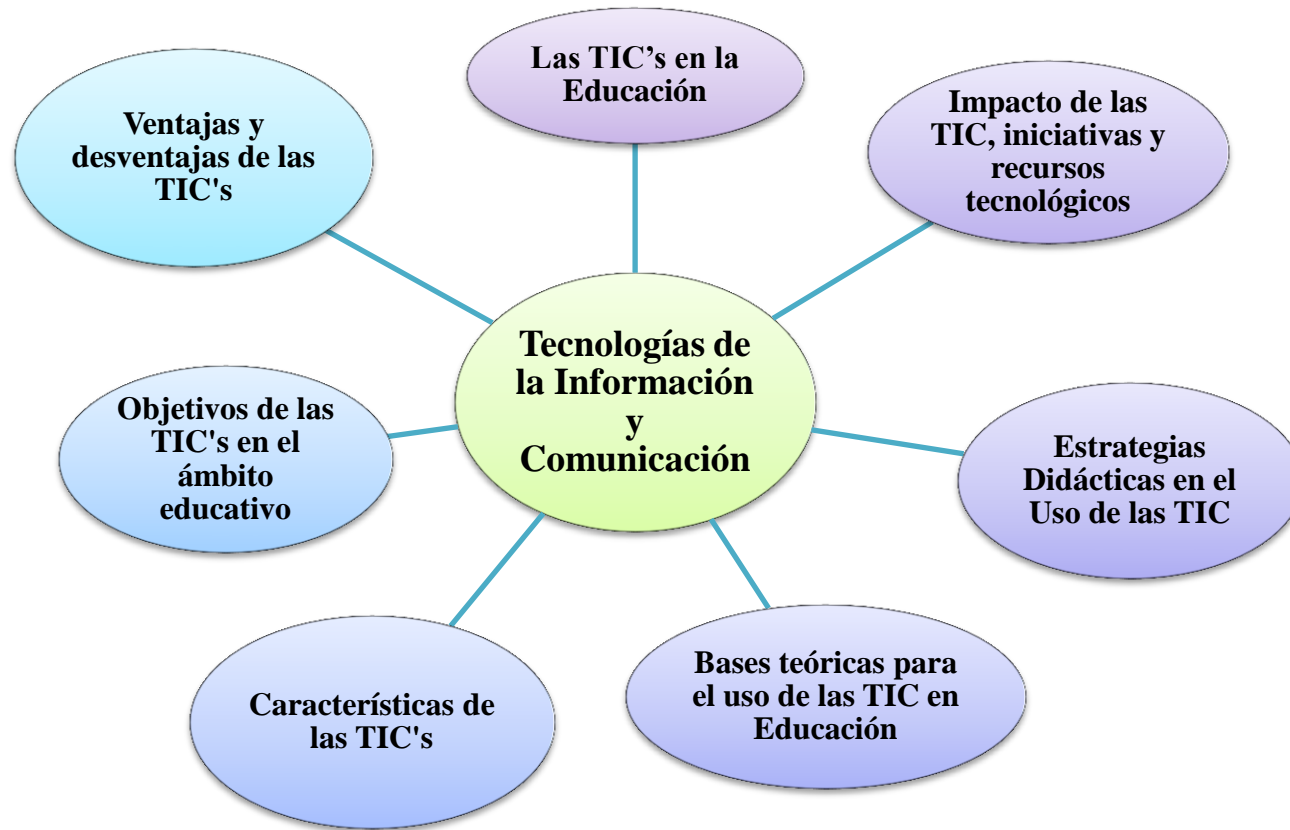 Las TIC's en la
Educación
Impacto de las
TIC, iniciativas y
recursos
tecnológicos
Ventajas y
desventajas de las
TIC's
Tecnologías de
la Información
y
Comunicación
Objetivos de las
TIC's en el
ámbito
educativo
Estrategias
Didácticas en el
Uso de las TIC
Bases teóricas para
el uso de las TIC en
Educación
Característícas de
las TIC's